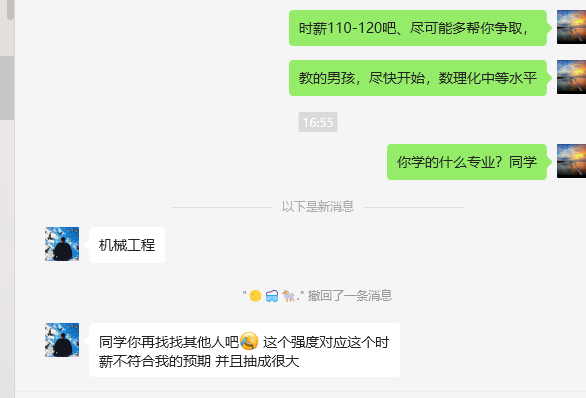 时薪110-120吧、尽可能多帮你争取，
教的男孩，尽快开始，数理化中等水平
16:55
你学的什么专业？同学
以下是新消息
机械工程
"🌕🥽🐏." 撤回了一条消息
同学你再找找其他人吧😂 这个强度对应这个时
薪不符合我的预期 并且抽成很大